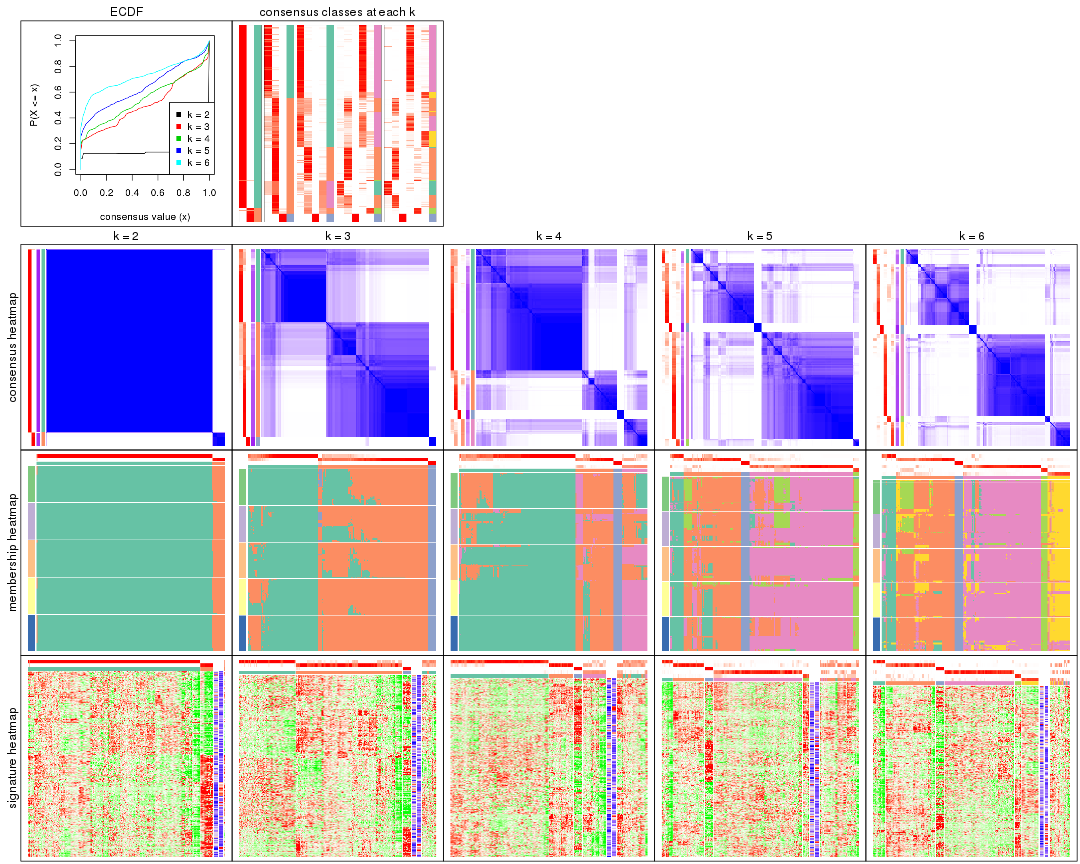 ECDF
consensus classes at each k
P(X <= x)
1.0
0.8
0.6
0.4
0.2
0.0
k = 2
k = 3
k = 4
k = 5
k = 6
0.0 0.2 0.4 0.6 0.8 1.0
consensus value (x)
k = 2 k = 3 k = 4 k = 5 k = 6
consensus heatmap
membership heatmap
signature heatmap